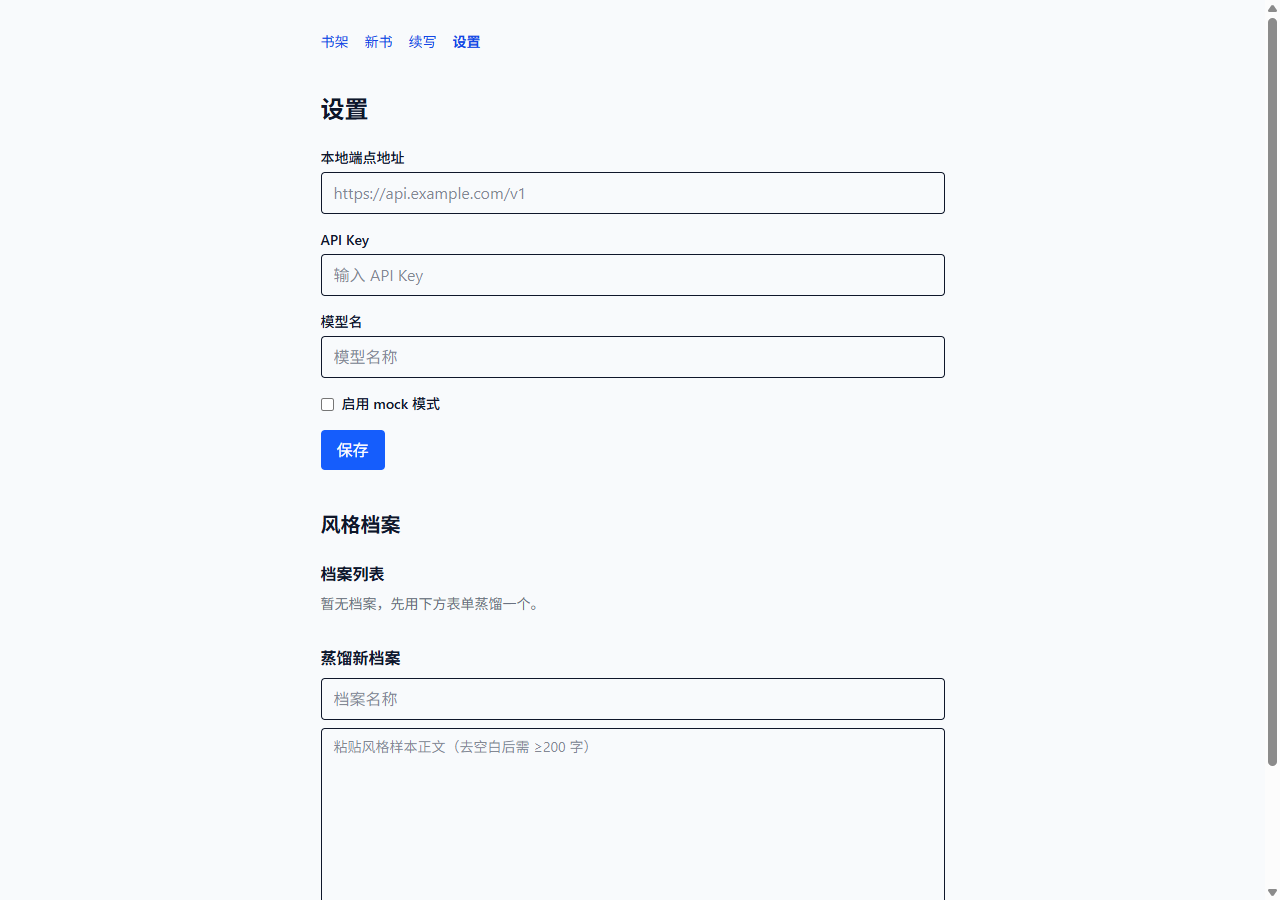 书架 新书 续写 设置
设置
本地端点地址
https://api.example.com/v1
API Key
输入 API Key
模型名
模型名称
启用 mock 模式
保存
风格档案
档案列表
暂无档案，先用下方表单蒸馏一个。
蒸馏新档案
档案名称
粘贴风格样本正文（去空白后需 ≥200 字）